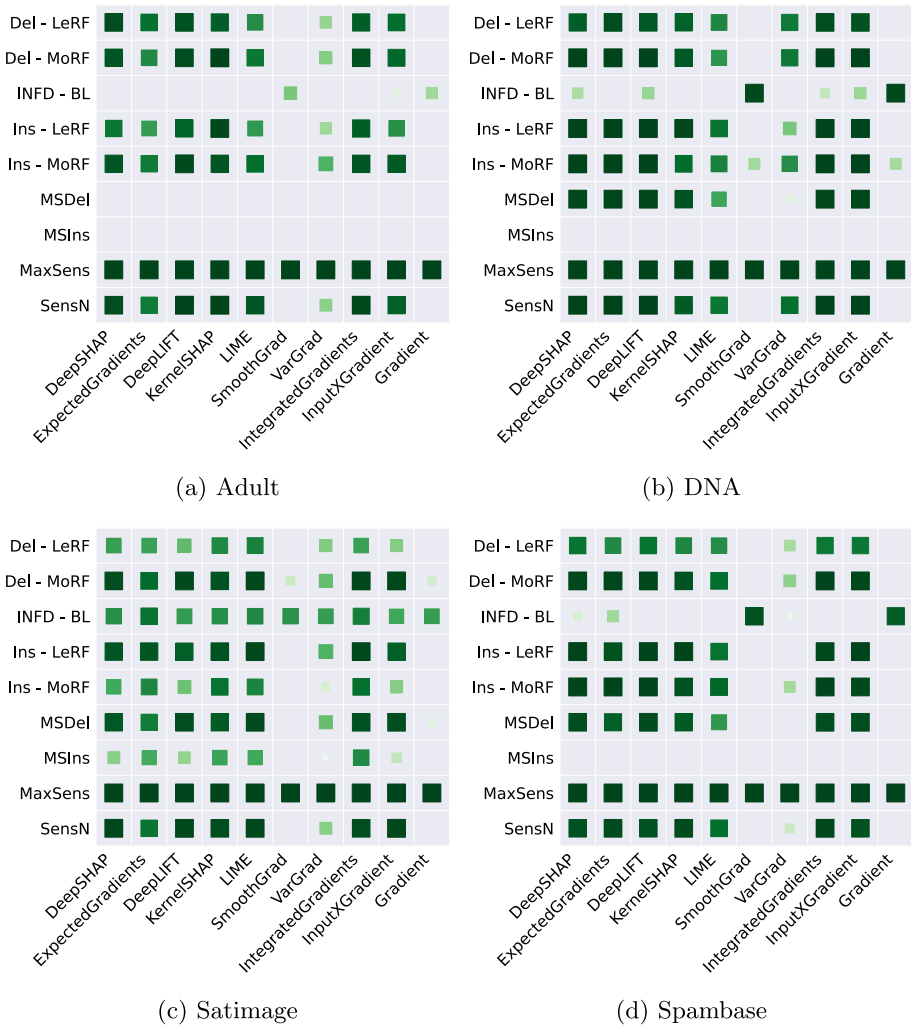 Del - LeRF
Del - MoRF
INFD - BL
Ins - LeRF
Ins - MoRF
MSDel
MSIns
MaxSens
SensN
DeepSHAP
ExpectedGradients
DeepLIFT
KernelSHAP
LIME
SmoothGrad
VarGrad
IntegratedGradients
InputXGradient
Gradient
(a) Adult
Del - LeRF
Del - MoRF
INFD - BL
Ins - LeRF
Ins - MoRF
MSDel
MSIns
MaxSens
SensN
DeepSHAP
ExpectedGradients
DeepLIFT
KernelSHAP
LIME
SmoothGrad
VarGrad
IntegratedGradients
InputXGradient
Gradient
(b) DNA
Del - LeRF
Del - MoRF
INFD - BL
Ins - LeRF
Ins - MoRF
MSDel
MSIns
MaxSens
SensN
DeepSHAP
ExpectedGradients
DeepLIFT
KernelSHAP
LIME
SmoothGrad
VarGrad
IntegratedGradients
InputXGradient
Gradient
(c) Satimage
Del - LeRF
Del - MoRF
INFD - BL
Ins - LeRF
Ins - MoRF
MSDel
MSIns
MaxSens
SensN
DeepSHAP
ExpectedGradients
DeepLIFT
KernelSHAP
LIME
SmoothGrad
VarGrad
IntegratedGradients
InputXGradient
Gradient
(d) Spambase